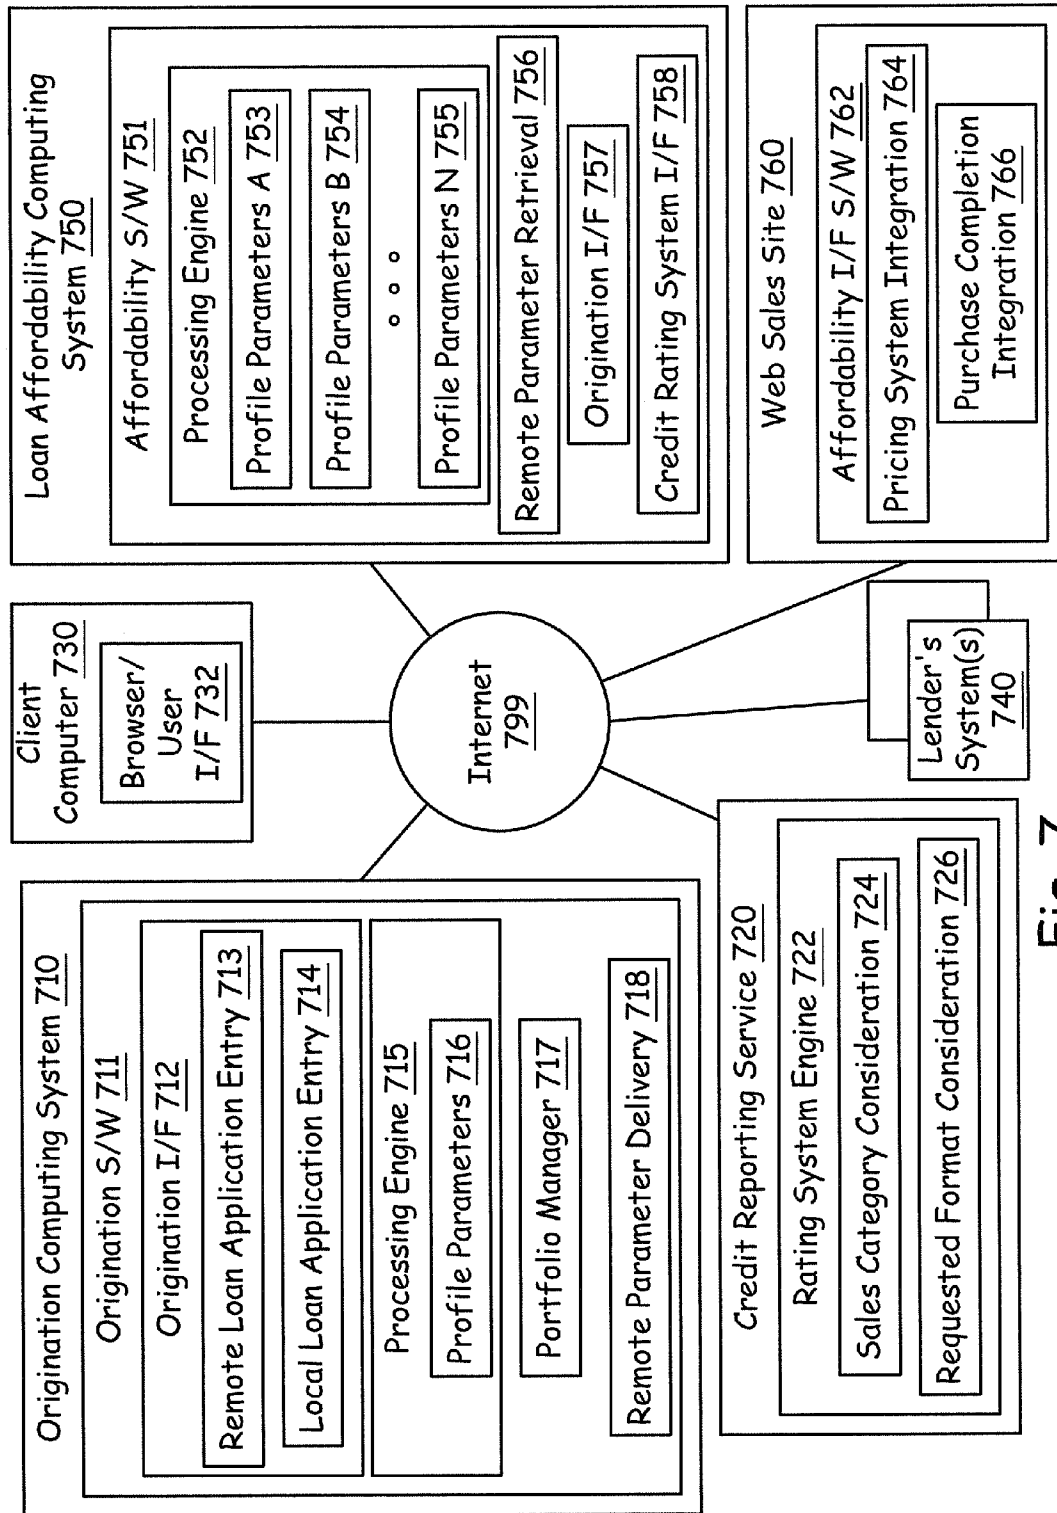 Origination Computing System 710
Origination S/W 711
Origination I/F 712
Remote Loan Application Entry 713
Local Loan Application Entry 714
Processing Engine 715
Profile Parameters 716
Portfolio Manager 717
Remote Parameter Delivery 718
Client
Computer 730
Browser/
User
I/F 732
Loan Affordability Computing
System 750
Affordability S/W 751
Processing Engine 752
Profile Parameters A 753
Profile Parameters B 754
Profile Parameters N 755
Remote Parameter Retrieval 756
Origination I/F 757
Credit Rating System I/F 758
Internet
799
Credit Reporting Service 720
Rating System Engine 722
Sales Category Consideration 724
Requested Format Consideration 726
Lender's
System(s)
740
Web Sales Site 760
Affordability I/F S/W 762
Pricing System Integration 764
Purchase Completion
Integration 766
Fig. 7